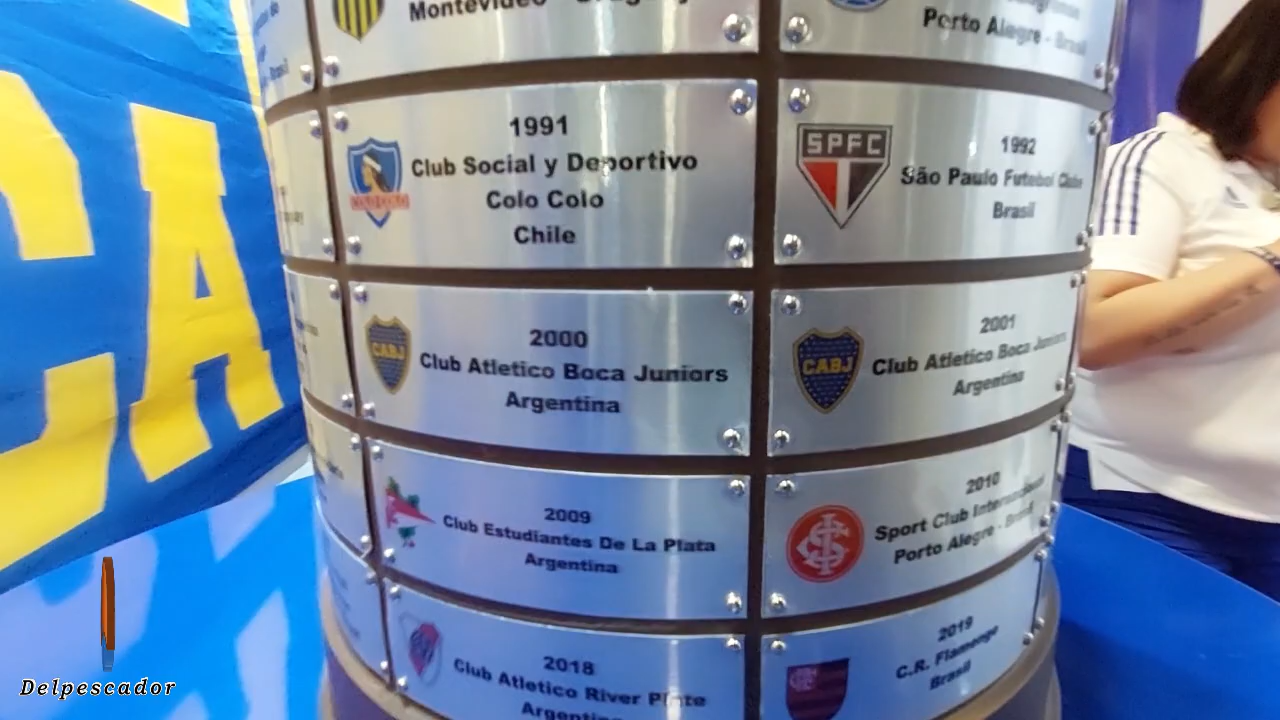 Montevideo - Uruguay
Porto Alegre - Brasil
CA
1991
Club Social y Deportivo
Colo Colo
Chile
COLO COLO
SPFC
1992
São Paulo Futebol Clube
Brasil
CABJ
2000
Club Atletico Boca Juniors
Argentina
CABJ
2001
Club Atletico Boca Juniors
Argentina
2009
Club Estudiantes De La Plata
Argentina
2010
Sport Club Internacional
Porto Alegre - Brasil
2018
Club Atletico River Plate
Argentina
2019
C.R. Flamengo
Brasil
Delpescador